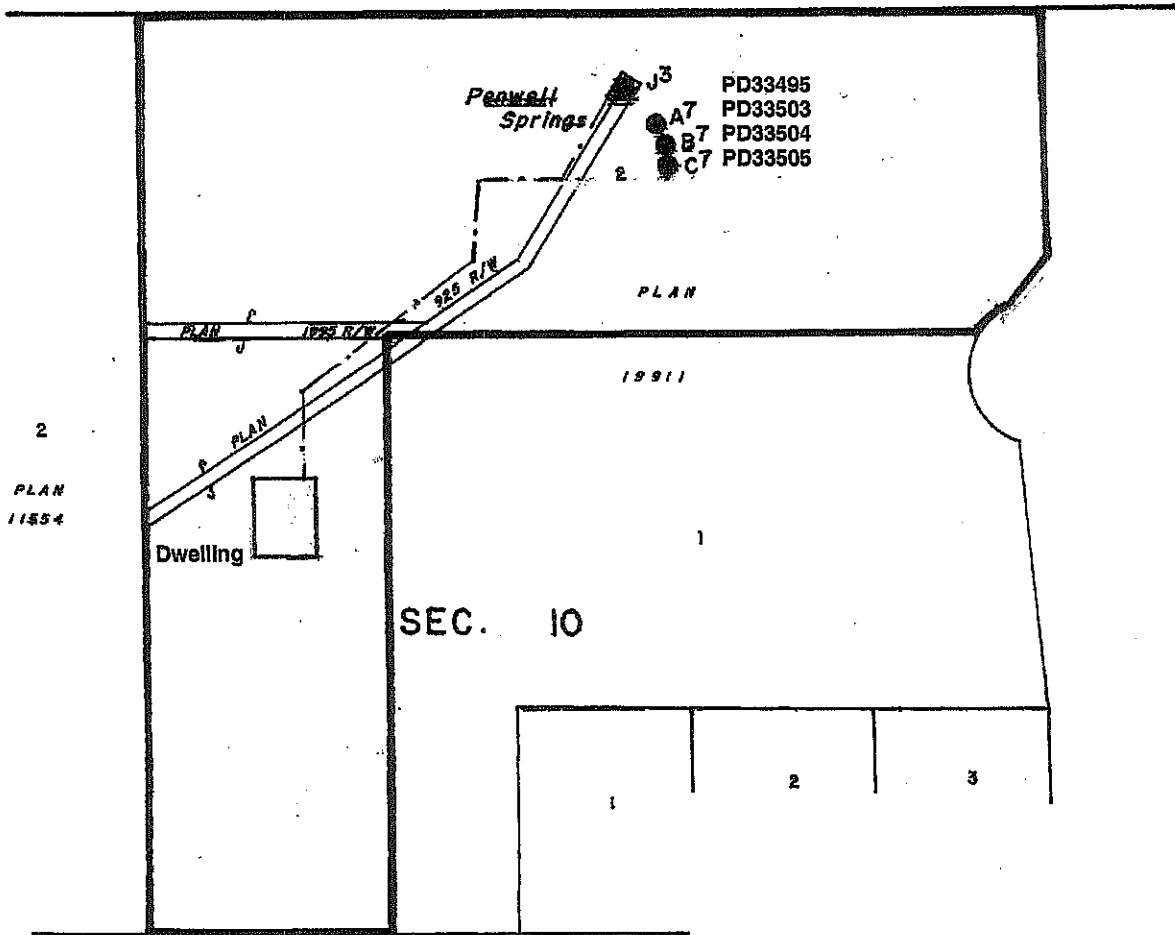 Penwell
Springs
J3 PD33495
A7 PD33503
B7 PD33504
C7 PD33505
2
925 R/W
PLAN
PLAN 1995 R/W
19911
2
PLAN
PLAN
11554
1
Dwelling
SEC. 10
1 2 3